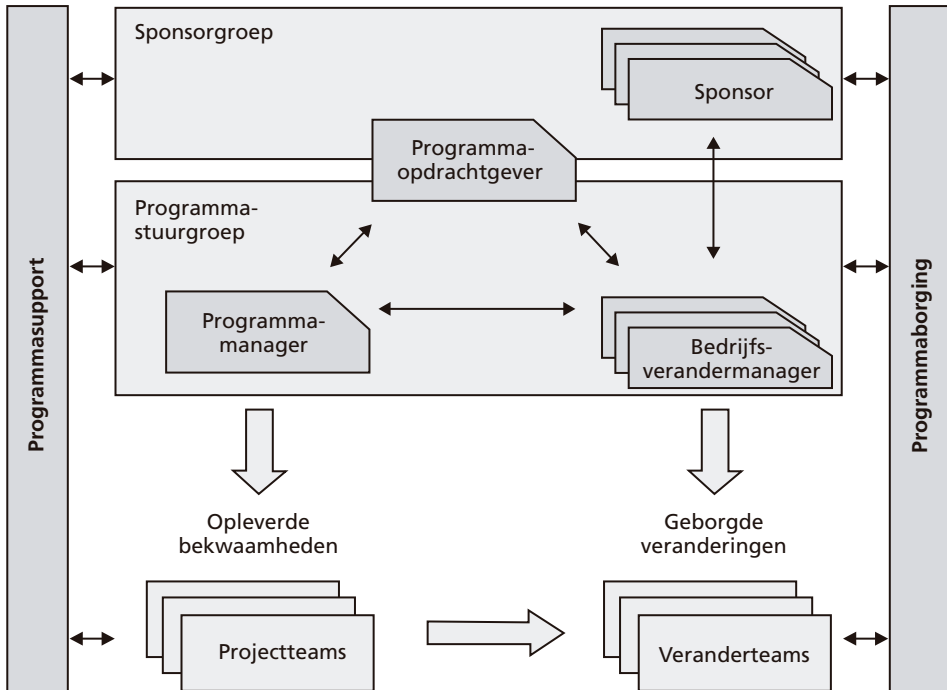 Sponsorgroep
Sponsor
Programma-
opdrachtgever
Programma-
stuurgroep
Programma-
manager
Bedrijfs-
verandermanager
Programmasupport
Programmaborging
Opleverde
bekwaamheden
Geborgde
veranderingen
Projectteams
Veranderteams